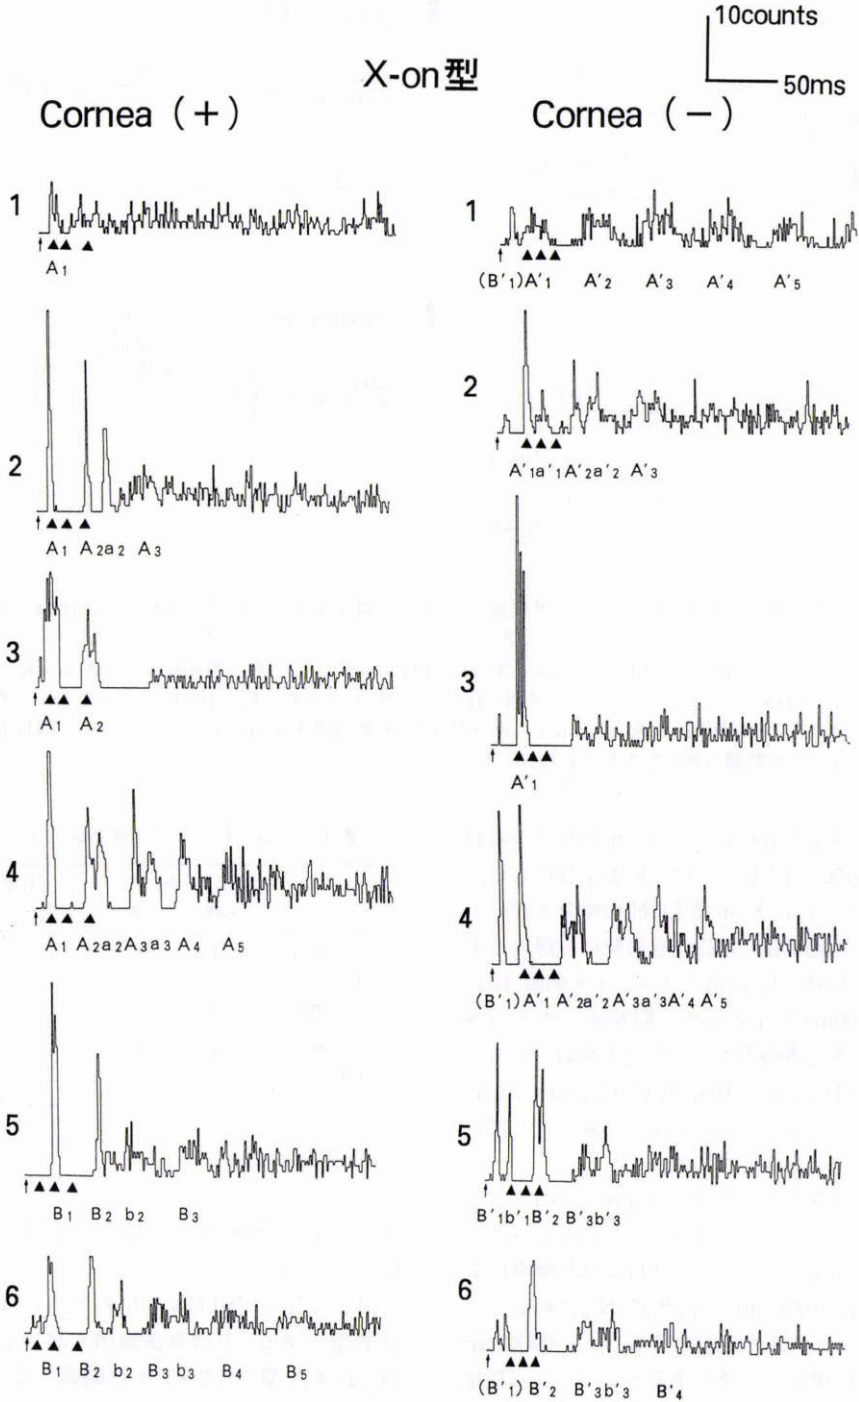 10counts
50ms
X-on型
Cornea (+)
Cornea (−)
1
A1
2
A1 A2a2 A3
3
A1 A2
4
A1 A2a2A3a3 A4 A5
5
B1 B2 b2 B3
6
B1 B2 b2 B3 b3 B4 B5
1
(B'1)A'1 A'2 A'3 A'4 A'5
2
A'1a'1A'2a'2 A'3
3
A'1
4
(B'1)A'1 A'2a'2A'3a'3A'4A'5
5
B'1b'1B'2 B'3b'3
6
(B'1)B'2 B'3b'3 B'4